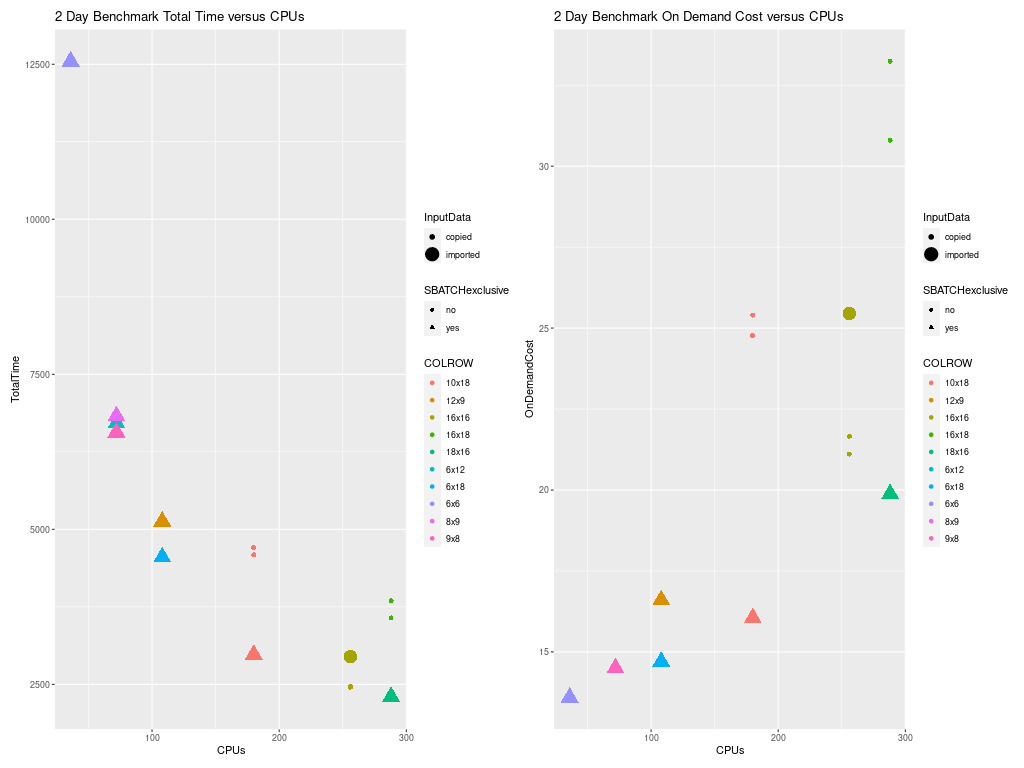 2 Day Benchmark Total Time versus CPUs
12500
10000
7500
5000
2500
TotalTime
100
200
300
CPUs
InputData
copied
imported
SBATCHexclusive
no
yes
COLROW
10x18
12x9
16x16
16x18
18x16
6x12
6x18
6x6
8x9
9x8
2 Day Benchmark On Demand Cost versus CPUs
30
25
20
15
OnDemandCost
100
200
300
CPUs
InputData
copied
imported
SBATCHexclusive
no
yes
COLROW
10x18
12x9
16x16
16x18
18x16
6x12
6x18
6x6
8x9
9x8